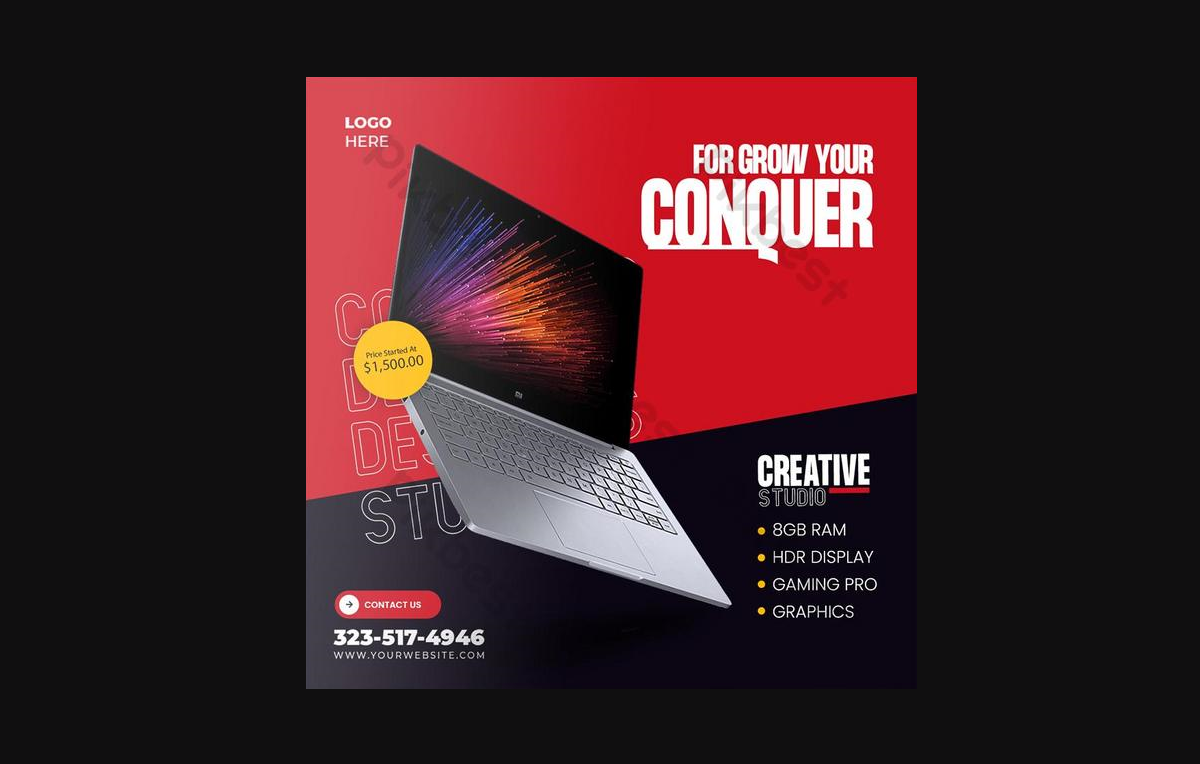 LOGO
HERE
FOR GROW YOUR
CONQUER
Price Started At
$1,500.00
CREATIVE
STUDIO
8GB RAM
HDR DISPLAY
GAMING PRO
GRAPHICS
CONTACT US
323-517-4946
WWW.YOURWEBSITE.COM